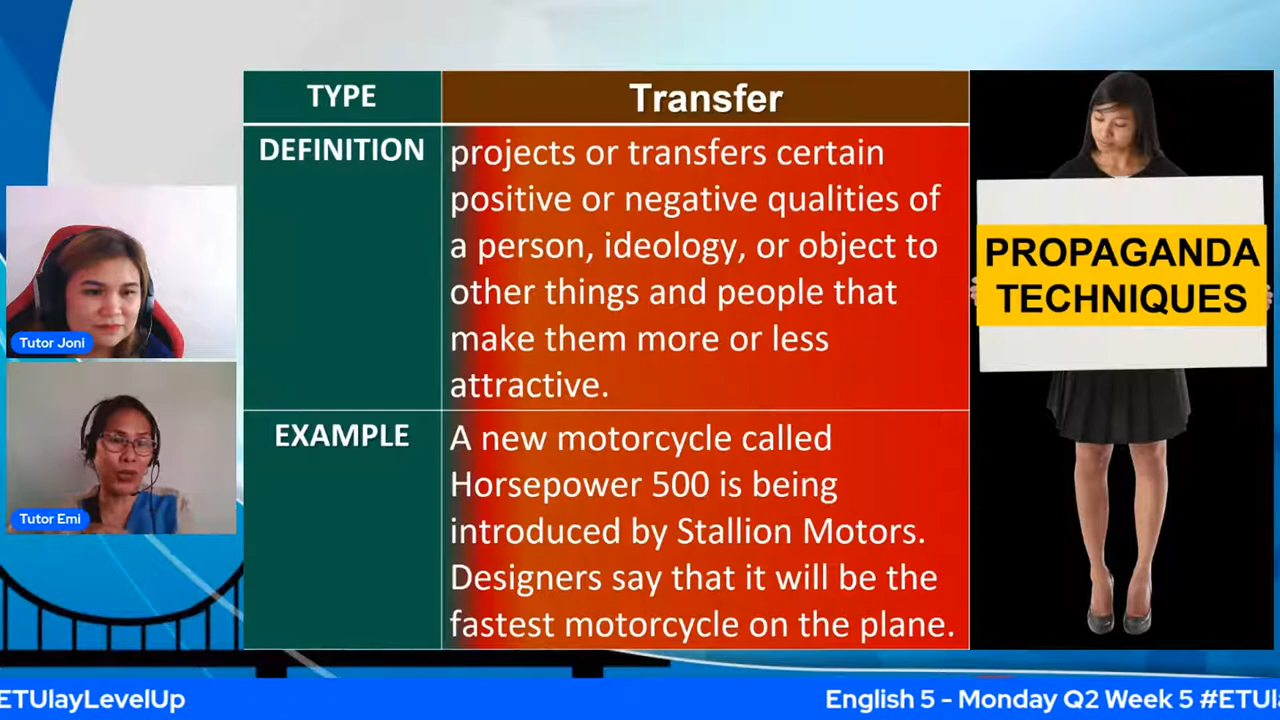 TYPE
Transfer
DEFINITION
projects or transfers certain
positive or negative qualities of
a person, ideology, or object to
other things and people that
make them more or less
attractive.
EXAMPLE
A new motorcycle called
Horsepower 500 is being
introduced by Stallion Motors.
Designers say that it will be the
fastest motorcycle on the plane.
PROPAGANDA
TECHNIQUES
Tutor Joni
Tutor Emi
ETUlayLevelUp
English 5 - Monday Q2 Week 5 #ETUl